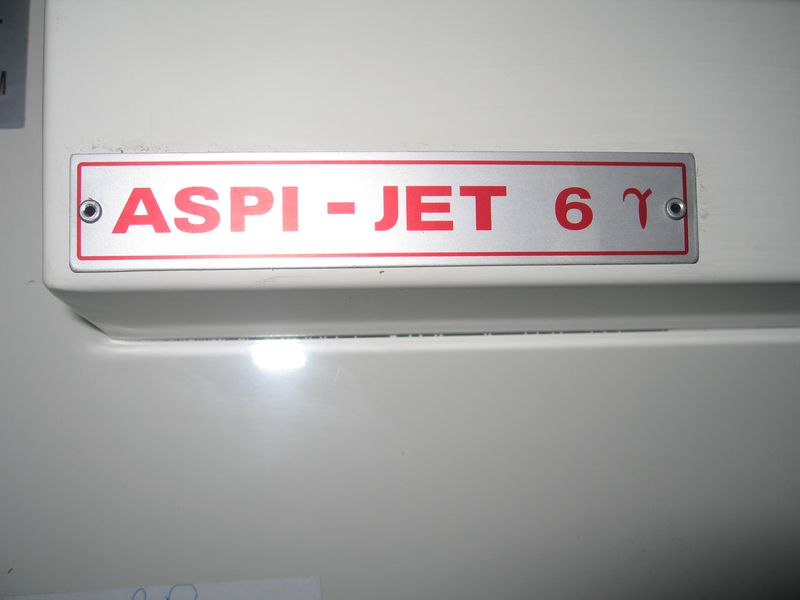 M
ASPI - JET 6 γ